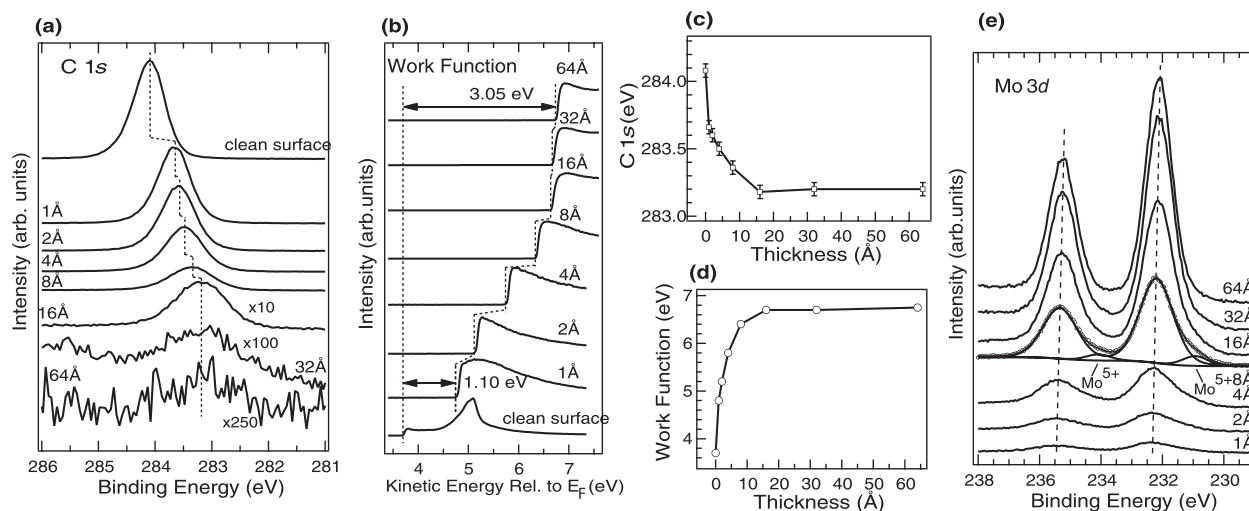 (a)
C 1s
clean surface
1Å
2Å
4Å
8Å
16Å
x10
x100
32Å
64Å
x250
286 285 284 283 282 281
Binding Energy (eV)
Intensity (arb. units)
(b)
Work Function
64Å
3.05 eV
32Å
16Å
8Å
4Å
2Å
1Å
1.10 eV
clean surface
4 5 6 7
Kinetic Energy Rel. to EF (eV)
Intensity (arb. units)
(c)
284.0
283.5
283.0
0 10 20 30 40 50 60
Thickness (Å)
C 1s (eV)
(d)
7
6
5
4
0 10 20 30 40 50 60
Thickness (Å)
Work Function (eV)
(e)
Mo 3d
64Å
32Å
16Å
Mo5+
Mo5+
8Å
4Å
2Å
1Å
238 236 234 232 230
Binding Energy (eV)
Intensity (arb.units)